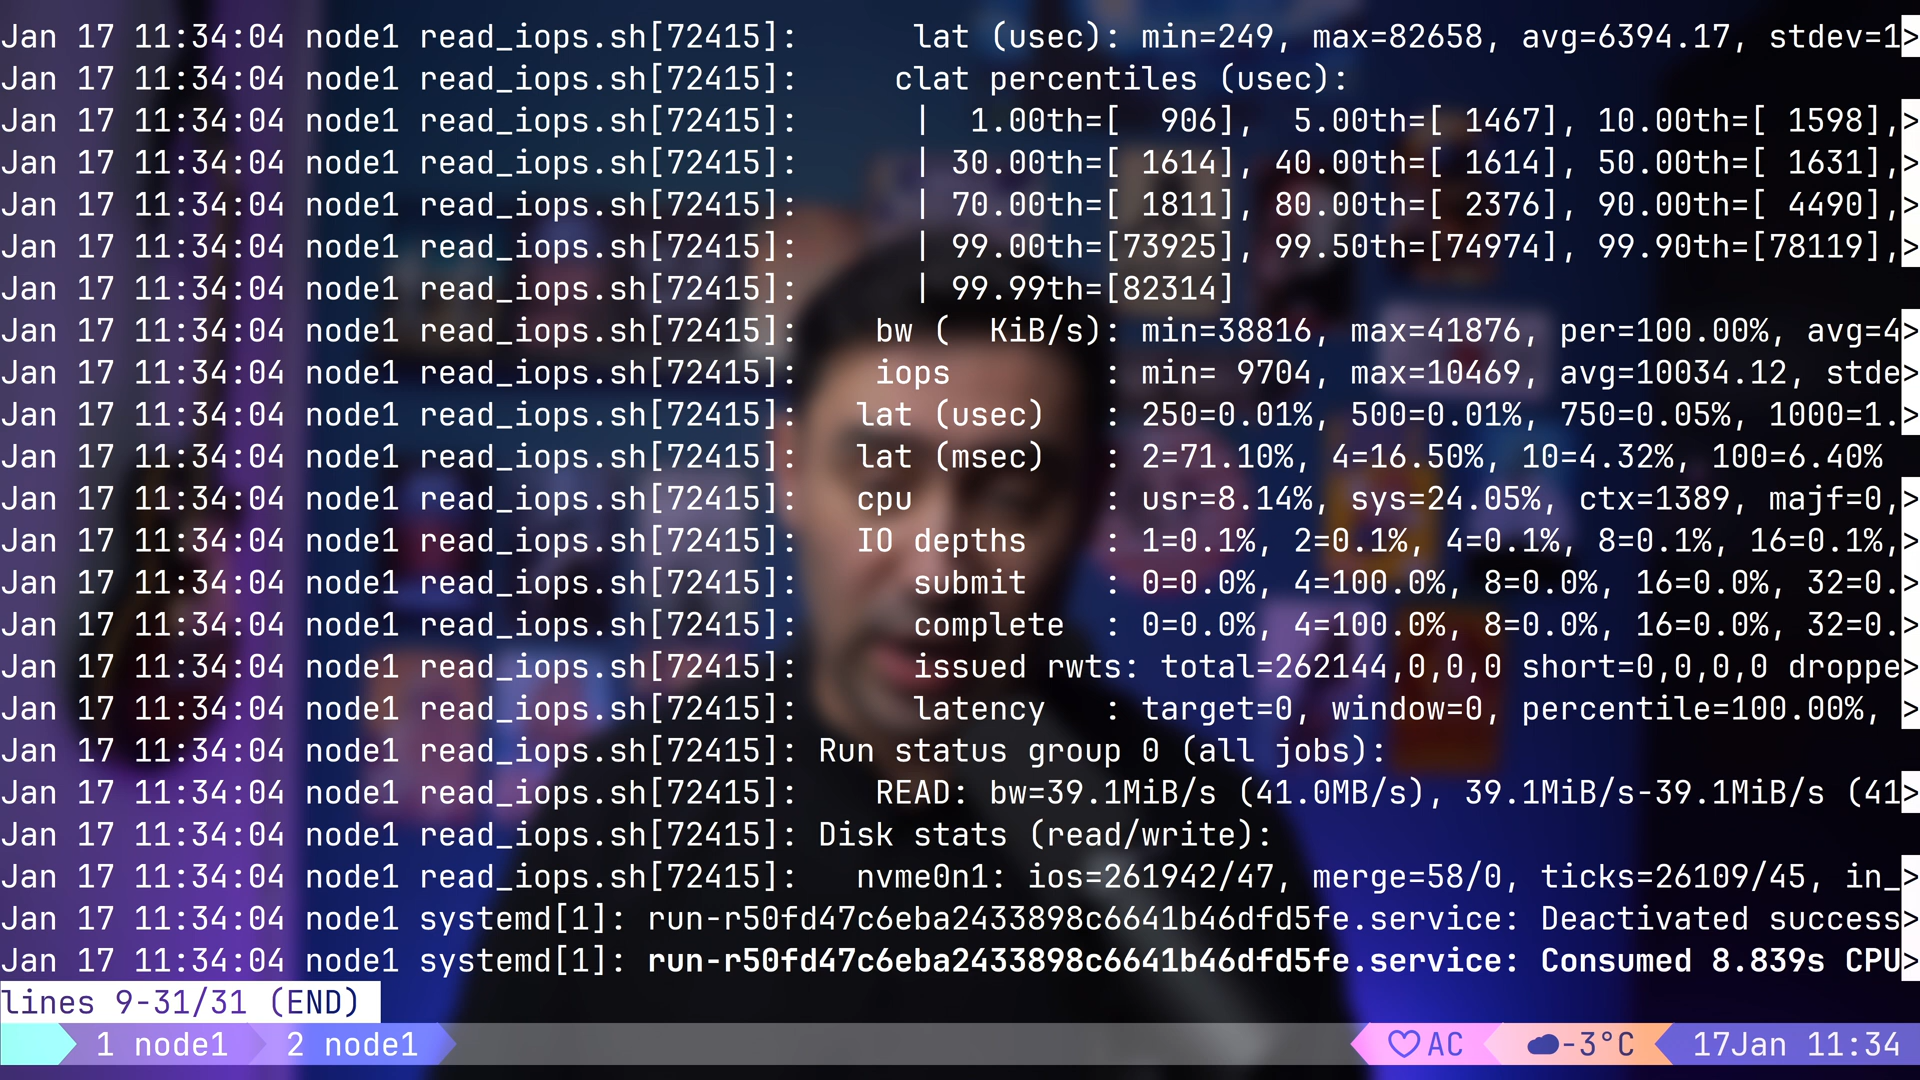 Jan 17 11:34:04 node1 read_iops.sh[72415]:      lat (usec): min=249, max=82658, avg=6394.17, stdev=1>
Jan 17 11:34:04 node1 read_iops.sh[72415]:     clat percentiles (usec):
Jan 17 11:34:04 node1 read_iops.sh[72415]:      |  1.00th=[  906],  5.00th=[ 1467], 10.00th=[ 1598],>
Jan 17 11:34:04 node1 read_iops.sh[72415]:      | 30.00th=[ 1614], 40.00th=[ 1614], 50.00th=[ 1631],>
Jan 17 11:34:04 node1 read_iops.sh[72415]:      | 70.00th=[ 1811], 80.00th=[ 2376], 90.00th=[ 4490],>
Jan 17 11:34:04 node1 read_iops.sh[72415]:      | 99.00th=[73925], 99.50th=[74974], 99.90th=[78119],>
Jan 17 11:34:04 node1 read_iops.sh[72415]:      | 99.99th=[82314]
Jan 17 11:34:04 node1 read_iops.sh[72415]:    bw (  KiB/s): min=38816, max=41876, per=100.00%, avg=4>
Jan 17 11:34:04 node1 read_iops.sh[72415]:    iops        : min= 9704, max=10469, avg=10034.12, stde>
Jan 17 11:34:04 node1 read_iops.sh[72415]:   lat (usec)   : 250=0.01%, 500=0.01%, 750=0.05%, 1000=1.>
Jan 17 11:34:04 node1 read_iops.sh[72415]:   lat (msec)   : 2=71.10%, 4=16.50%, 10=4.32%, 100=6.40%
Jan 17 11:34:04 node1 read_iops.sh[72415]:   cpu          : usr=8.14%, sys=24.05%, ctx=1389, majf=0,>
Jan 17 11:34:04 node1 read_iops.sh[72415]:   IO depths    : 1=0.1%, 2=0.1%, 4=0.1%, 8=0.1%, 16=0.1%,>
Jan 17 11:34:04 node1 read_iops.sh[72415]:      submit    : 0=0.0%, 4=100.0%, 8=0.0%, 16=0.0%, 32=0.>
Jan 17 11:34:04 node1 read_iops.sh[72415]:      complete  : 0=0.0%, 4=100.0%, 8=0.0%, 16=0.0%, 32=0.>
Jan 17 11:34:04 node1 read_iops.sh[72415]:      issued rwts: total=262144,0,0,0 short=0,0,0,0 droppe>
Jan 17 11:34:04 node1 read_iops.sh[72415]:      latency   : target=0, window=0, percentile=100.00%, >
Jan 17 11:34:04 node1 read_iops.sh[72415]: Run status group 0 (all jobs):
Jan 17 11:34:04 node1 read_iops.sh[72415]:    READ: bw=39.1MiB/s (41.0MB/s), 39.1MiB/s-39.1MiB/s (41>
Jan 17 11:34:04 node1 read_iops.sh[72415]: Disk stats (read/write):
Jan 17 11:34:04 node1 read_iops.sh[72415]:   nvme0n1: ios=261942/47, merge=58/0, ticks=26109/45, in_>
Jan 17 11:34:04 node1 systemd[1]: run-r50fd47c6eba2433898c6641b46dfd5fe.service: Deactivated success>
Jan 17 11:34:04 node1 systemd[1]: run-r50fd47c6eba2433898c6641b46dfd5fe.service: Consumed 8.839s CPU>
lines 9-31/31 (END)
1 node1 2 node1 AC -3°C 17Jan 11:34